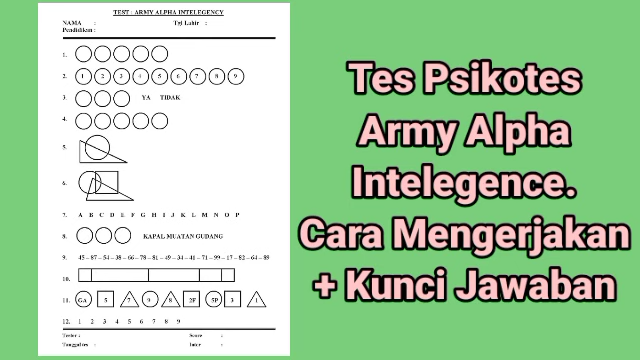 TEST : ARMY ALPHA INTELEGENCY
NAMA : Tgl Lahir :
Pendidikan :
1.
2. 1 2 3 4 5 6 7 8 9
3. YA TIDAK
4.
5.
6.
7. A B C D E F G H I J K L M N O P
8. KAPAL MUATAN GUDANG
9. 45 – 87 – 54 – 38 – 66 – 78 – 81 – 49 – 34 – 41 – 71 – 99 – 17 – 82 – 64 – 89
10.
11. GA 5 7 9 8 2F 5P 3 1
12. 1 2 3 4 5 6 7 8 9
Tester : Score :
Tanggal tes : Inter :
Tes Psikotes
Army Alpha
Intelegence.
Cara Mengerjakan
+ Kunci Jawaban